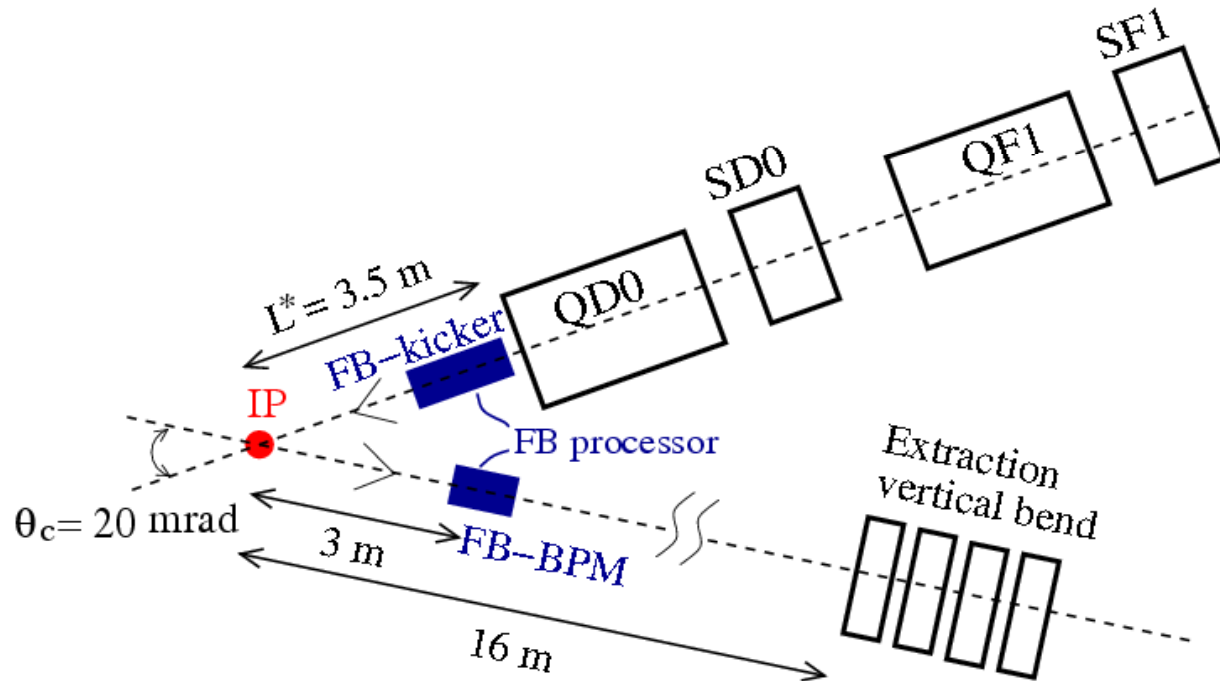 SF1
QF1
SD0
QD0
L* = 3.5 m
FB-kicker
IP
FB processor
θc= 20 mrad
3 m
FB-BPM
16 m
Extraction
vertical bend